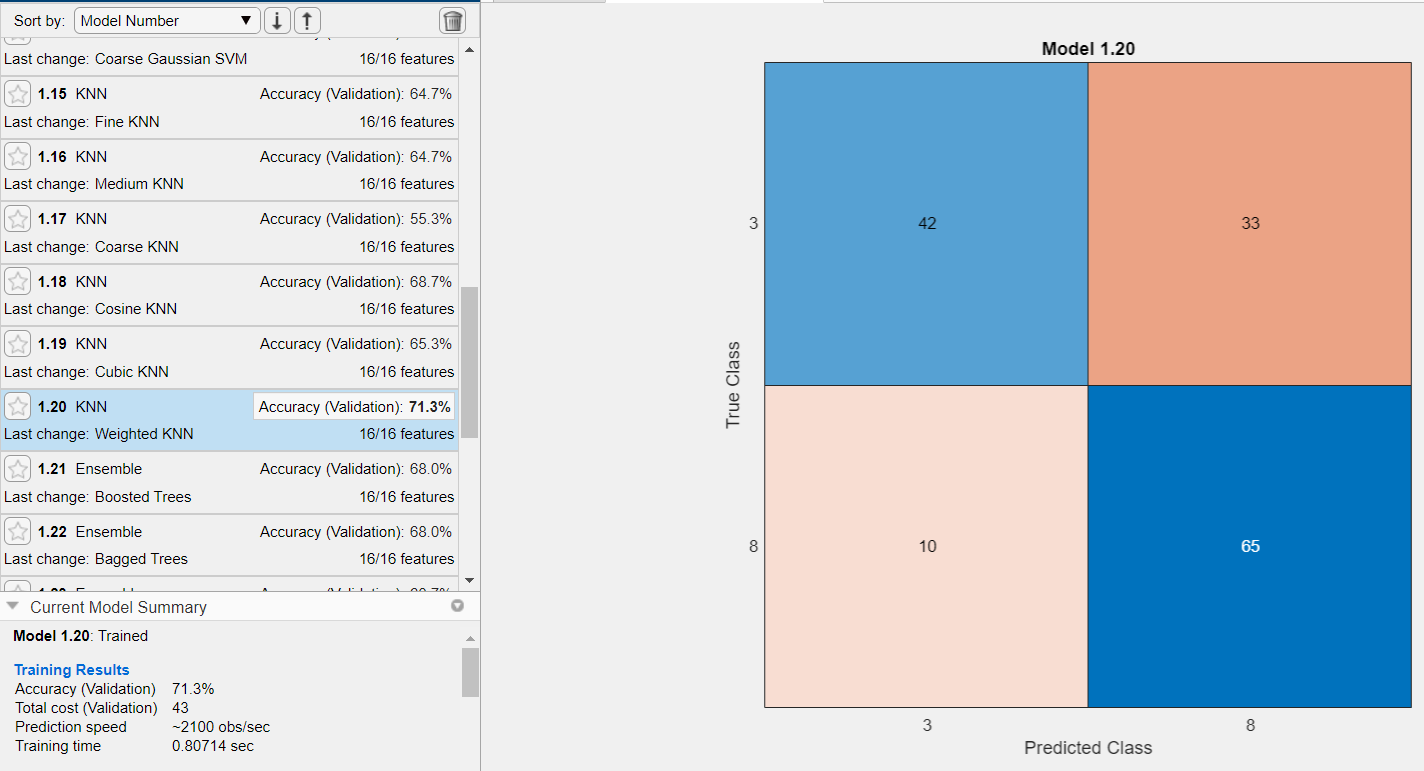 Sort by: Model Number
Last change: Coarse Gaussian SVM 16/16 features
1.15 KNN Accuracy (Validation): 64.7%
Last change: Fine KNN 16/16 features
1.16 KNN Accuracy (Validation): 64.7%
Last change: Medium KNN 16/16 features
1.17 KNN Accuracy (Validation): 55.3%
Last change: Coarse KNN 16/16 features
1.18 KNN Accuracy (Validation): 68.7%
Last change: Cosine KNN 16/16 features
1.19 KNN Accuracy (Validation): 65.3%
Last change: Cubic KNN 16/16 features
1.20 KNN Accuracy (Validation): 71.3%
Last change: Weighted KNN 16/16 features
1.21 Ensemble Accuracy (Validation): 68.0%
Last change: Boosted Trees 16/16 features
1.22 Ensemble Accuracy (Validation): 68.0%
Last change: Bagged Trees 16/16 features
Current Model Summary
Model 1.20: Trained
Training Results
Accuracy (Validation) 71.3%
Total cost (Validation) 43
Prediction speed ~2100 obs/sec
Training time 0.80714 sec
Model 1.20
True Class
3 42 33
8 10 65
3 8
Predicted Class